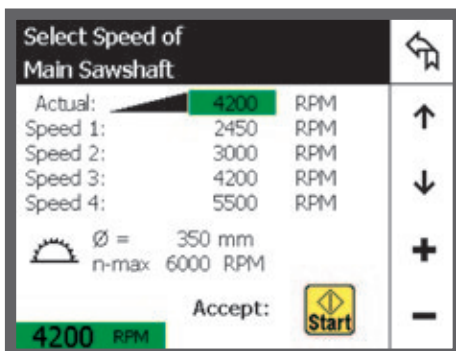 Select Speed of
Main Sawshaft
Actual: 4200 RPM
Speed 1: 2450 RPM
Speed 2: 3000 RPM
Speed 3: 4200 RPM
Speed 4: 5500 RPM
Ø = 350 mm
n-max 6000 RPM
Accept: Start
4200 RPM